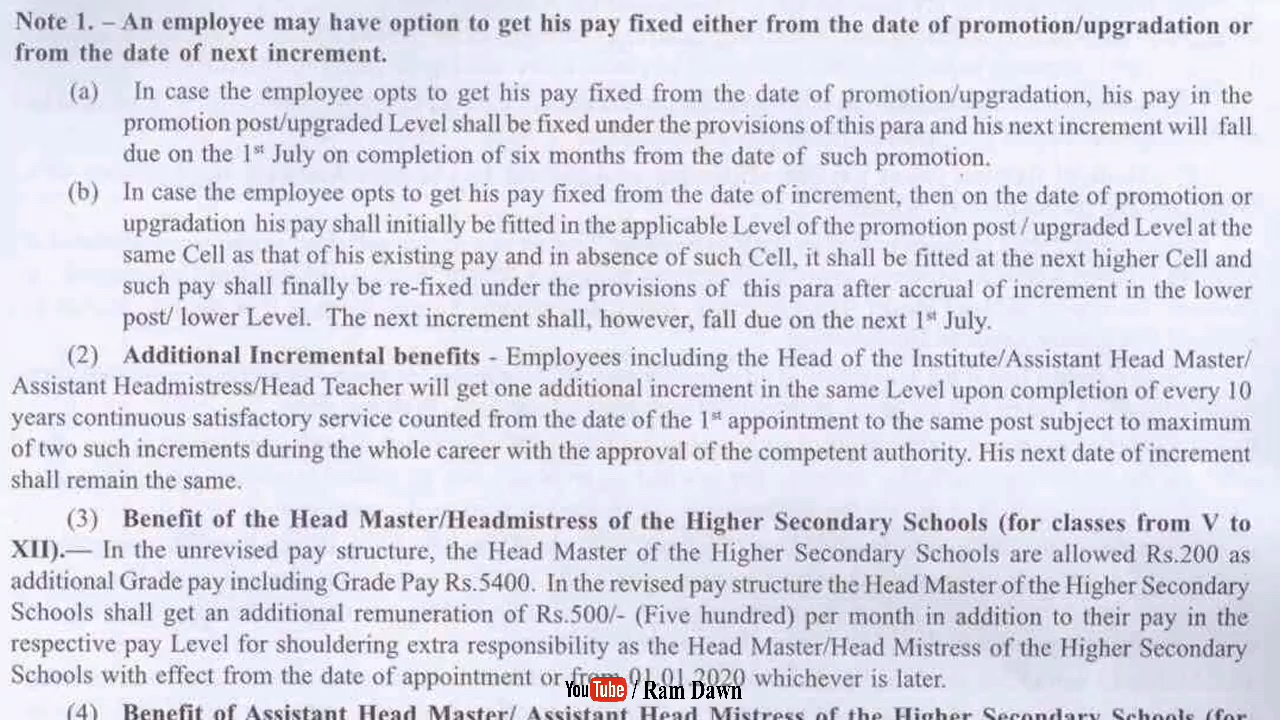 Note 1. – An employee may have option to get his pay fixed either from the date of promotion/upgradation or
from the date of next increment.
(a) In case the employee opts to get his pay fixed from the date of promotion/upgradation, his pay in the
promotion post/upgraded Level shall be fixed under the provisions of this para and his next increment will fall
due on the 1st July on completion of six months from the date of such promotion.
(b) In case the employee opts to get his pay fixed from the date of increment, then on the date of promotion or
upgradation his pay shall initially be fitted in the applicable Level of the promotion post / upgraded Level at the
same Cell as that of his existing pay and in absence of such Cell, it shall be fitted at the next higher Cell and
such pay shall finally be re-fixed under the provisions of this para after accrual of increment in the lower
post/ lower Level. The next increment shall, however, fall due on the next 1st July.
(2) Additional Incremental benefits - Employees including the Head of the Institute/Assistant Head Master/
Assistant Headmistress/Head Teacher will get one additional increment in the same Level upon completion of every 10
years continuous satisfactory service counted from the date of the 1st appointment to the same post subject to maximum
of two such increments during the whole career with the approval of the competent authority. His next date of increment
shall remain the same.
(3) Benefit of the Head Master/Headmistress of the Higher Secondary Schools (for classes from V to
XII).— In the unrevised pay structure, the Head Master of the Higher Secondary Schools are allowed Rs.200 as
additional Grade pay including Grade Pay Rs.5400. In the revised pay structure the Head Master of the Higher Secondary
Schools shall get an additional remuneration of Rs.500/- (Five hundred) per month in addition to their pay in the
respective pay Level for shouldering extra responsibility as the Head Master/Head Mistress of the Higher Secondary
Schools with effect from the date of appointment or from 01.01.2020 whichever is later.
YouTube / Ram Dawn
(4) Benefit of Assistant Head Master/ Assistant Head Mistress of the Higher Secondary Schools (for